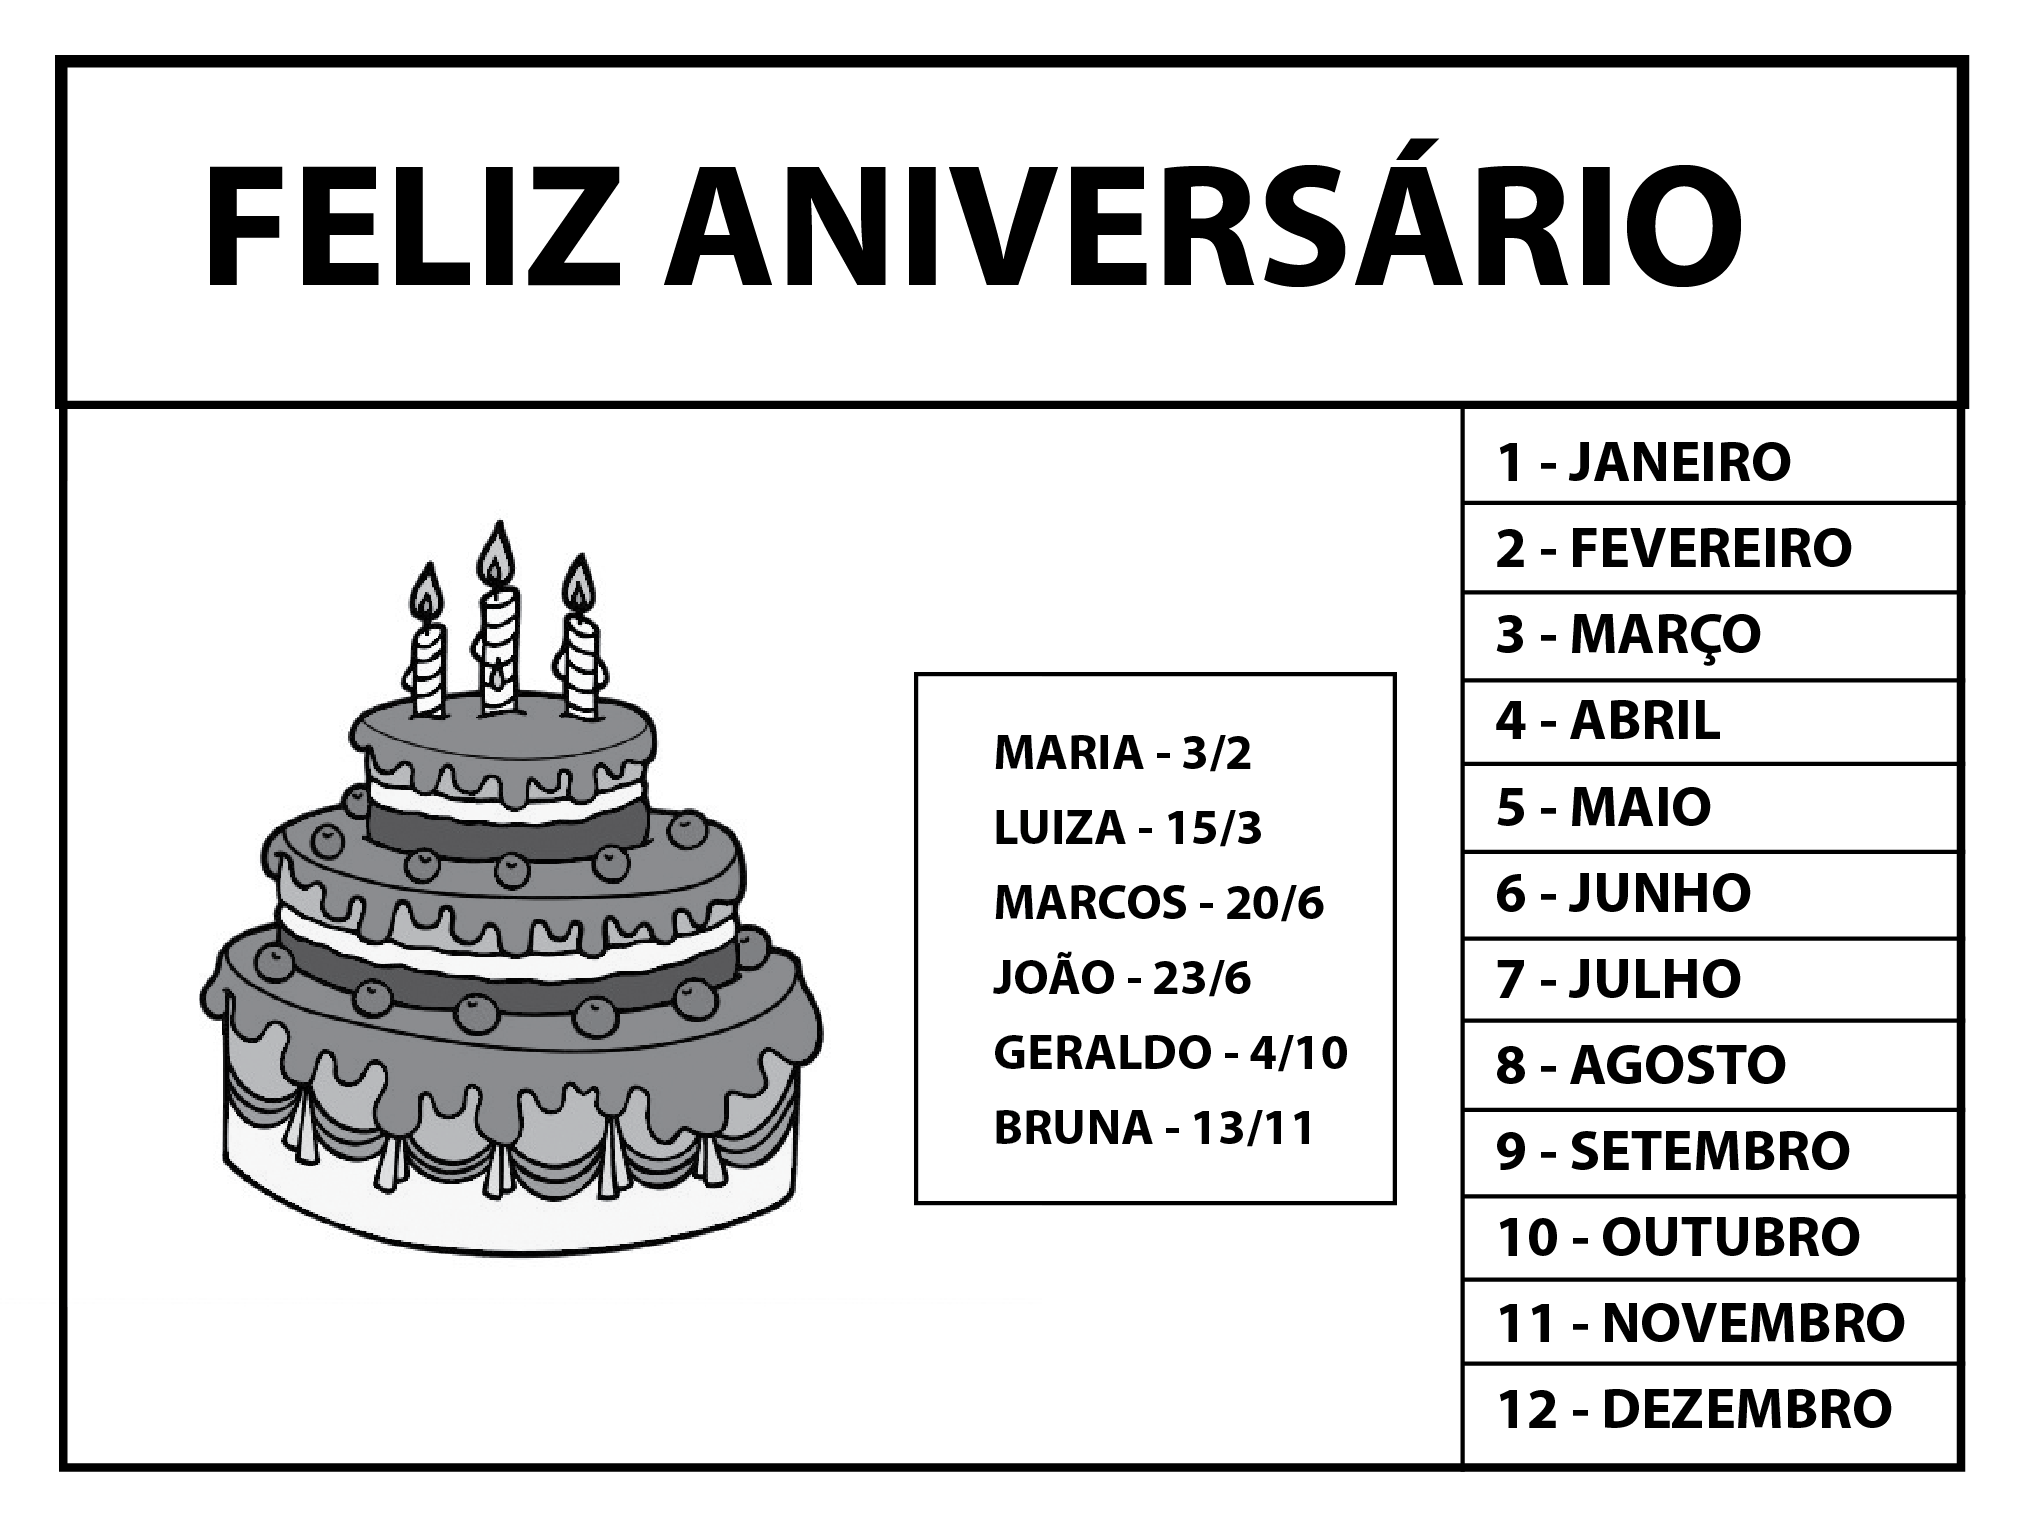 FELIZ ANIVERSÁRIO
MARIA - 3/2
LUIZA - 15/3
MARCOS - 20/6
JOÃO - 23/6
GERALDO - 4/10
BRUNA - 13/11
1 - JANEIRO
2 - FEVEREIRO
3 - MARÇO
4 - ABRIL
5 - MAIO
6 - JUNHO
7 - JULHO
8 - AGOSTO
9 - SETEMBRO
10 - OUTUBRO
11 - NOVEMBRO
12 - DEZEMBRO